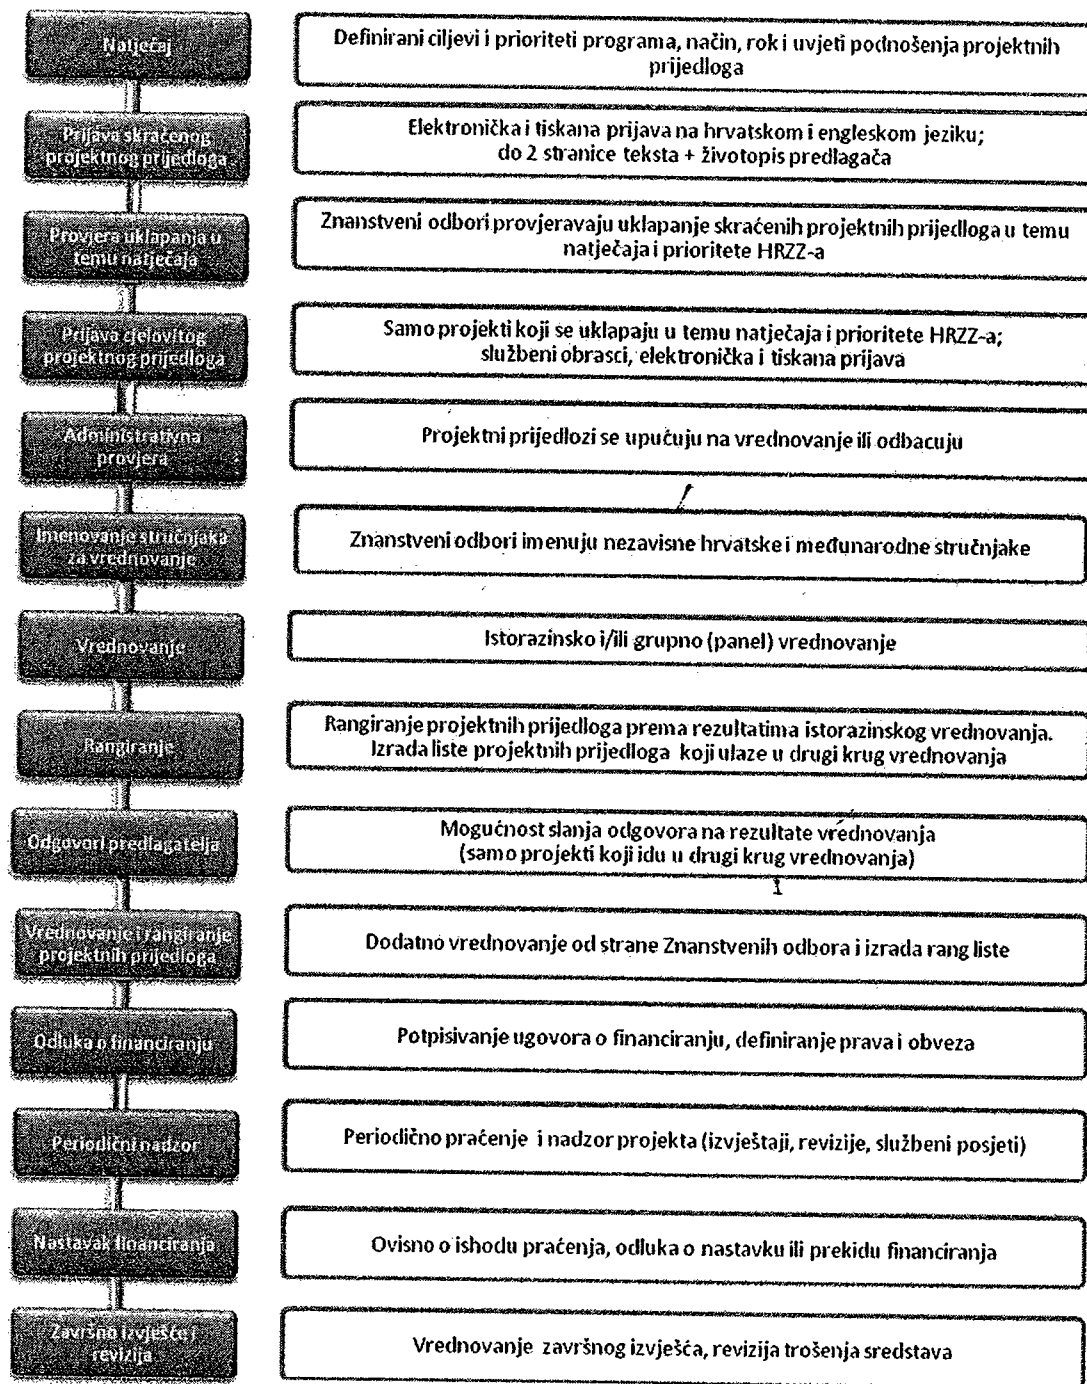 Natječaj
Definirani ciljevi i prioriteti programa, način, rok i uvjeti podnošenja projektnih
prijedloga
Prijava skraćenog
projektnog prijedloga
Elektronička i tiskana prijava na hrvatskom i engleskom jeziku;
do 2 stranice teksta + životopis predlagača
Provjera uklapanja u
temu natječaja
Znanstveni odbori provjeravaju uklapanje skraćenih projektnih prijedloga u temu
natječaja i prioritete HRZZ-a
Prijava cjelovitog
projektnog prijedloga
Samo projekti koji se uklapaju u temu natječaja i prioritete HRZZ-a;
službeni obrasci, elektronička i tiskana prijava
Administrativna
provjera
Projektni prijedlozi se upućuju na vrednovanje ili odbacuju
Imenovanje stručnjaka
za vrednovanje
Znanstveni odbori imenuju nezavisne hrvatske i međunarodne stručnjake
Vrednovanje
Istorazinsko i/ili grupno (panel) vrednovanje
Rangiranje
Rangiranje projektnih prijedloga prema rezultatima istorazinskog vrednovanja.
Izrada liste projektnih prijedloga koji ulaze u drugi krug vrednovanja
Odgovori predlagatelja
Mogućnost slanja odgovora na rezultate vrednovanja
(samo projekti koji idu u drugi krug vrednovanja)
Vrednovanje i rangiranje
projektnih prijedloga
Dodatno vrednovanje od strane Znanstvenih odbora i izrada rang liste
Odluka o financiranju
Potpisivanje ugovora o financiranju, definiranje prava i obveza
Periodični nadzor
Periodično praćenje i nadzor projekta (izvještaji, revizije, službeni posjeti)
Nastavak financiranja
Ovisno o ishodu praćenja, odluka o nastavku ili prekidu financiranja
Završno izvješće i
revizija
Vrednovanje završnog izvješća, revizija trošenja sredstava